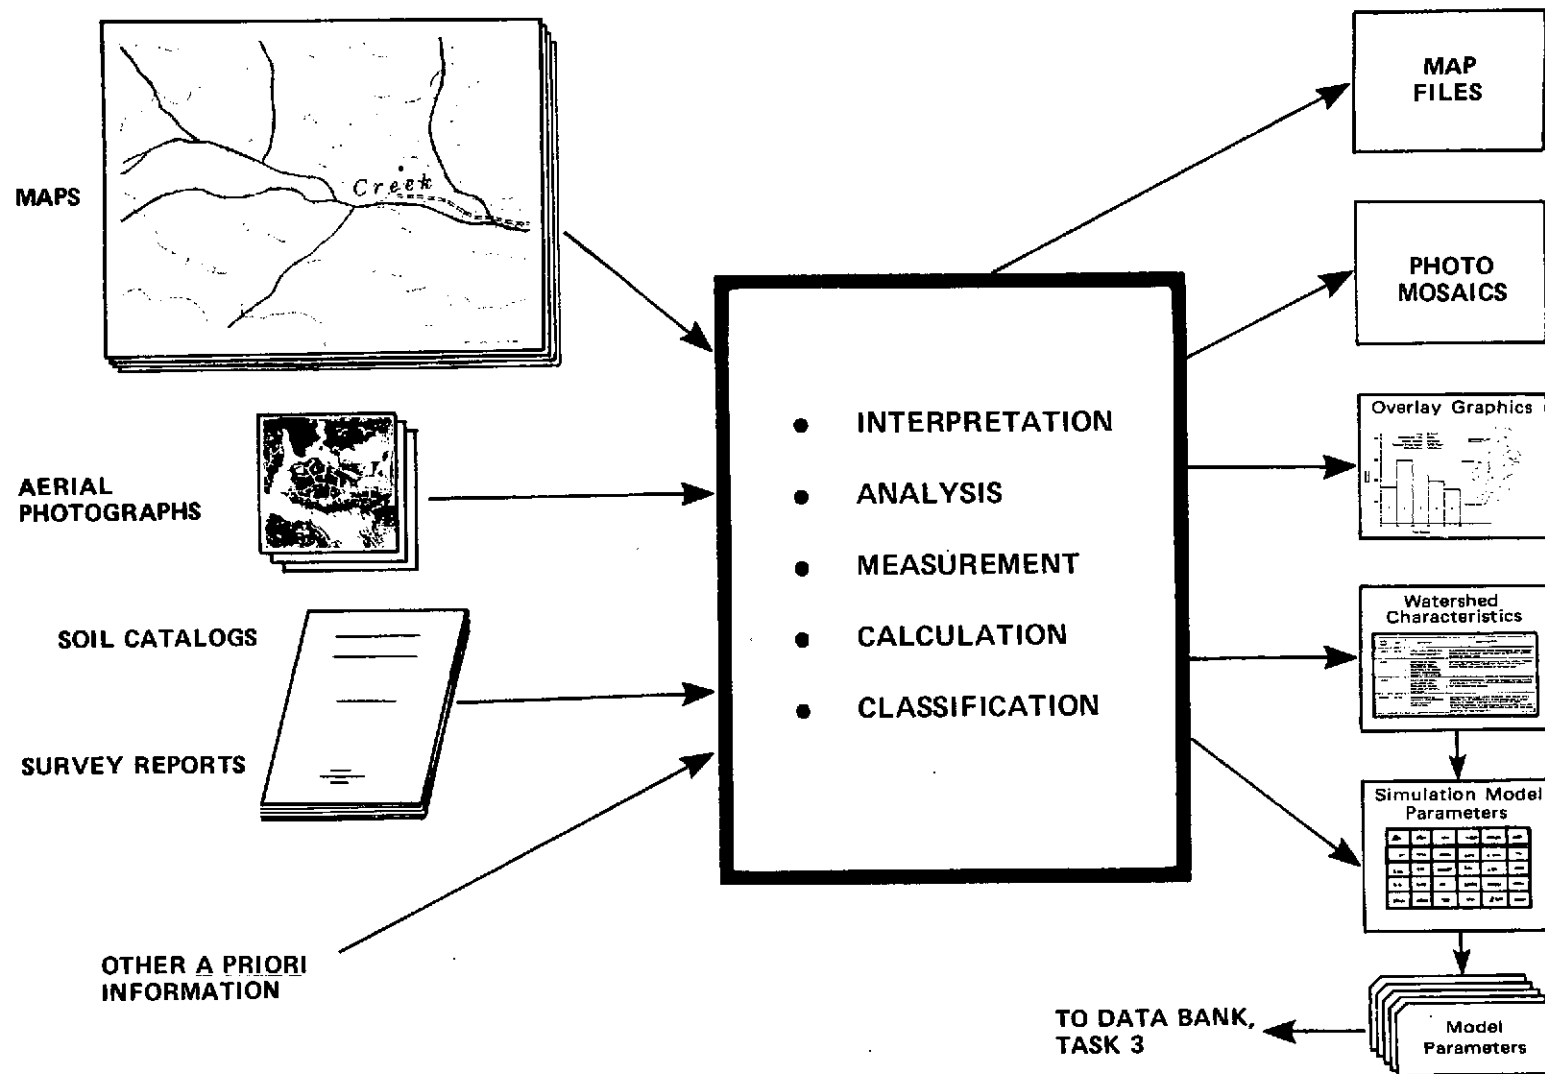 MAPS
Creek
AERIAL
PHOTOGRAPHS
SOIL CATALOGS
SURVEY REPORTS
OTHER A PRIORI
INFORMATION
• INTERPRETATION
• ANALYSIS
• MEASUREMENT
• CALCULATION
• CLASSIFICATION
MAP
FILES
PHOTO
MOSAICS
Overlay Graphics
Watershed
Characteristics
Simulation Model
Parameters
Model
Parameters
TO DATA BANK,
TASK 3